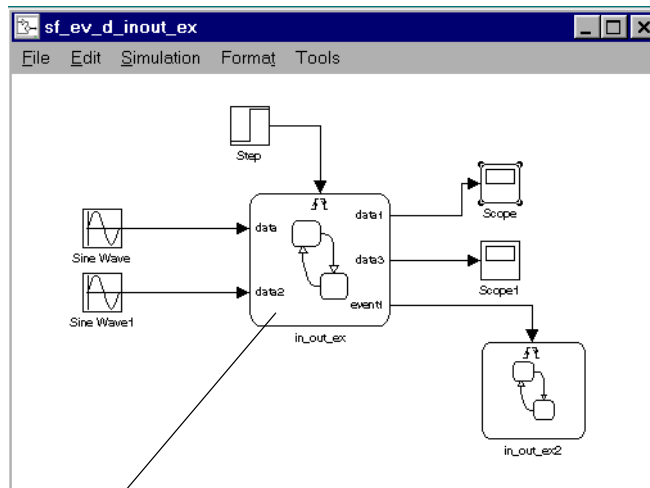 sf_ev_d_inout_ex
File Edit Simulation Format Tools
Step
data
data1
Scope
Sine Wave
data3
data2
Scope1
event1
Sine Wave1
in_out_ex
in_out_ex2